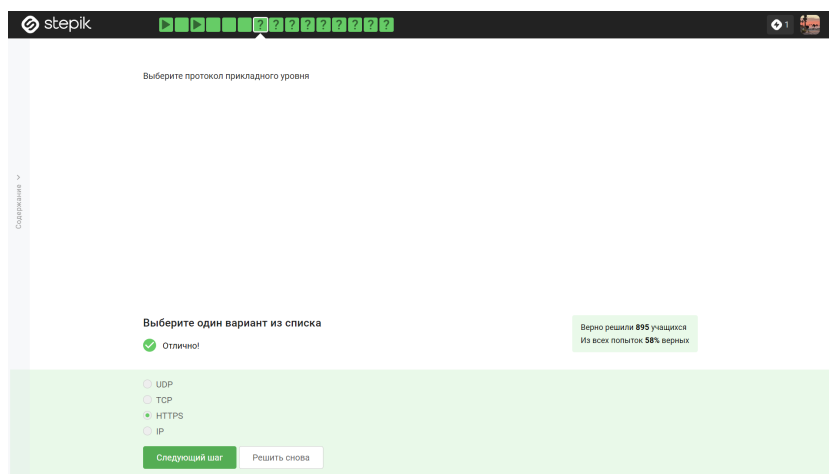 stepik
? ? ? ? ? ? ? ? ?
1
Выберите протокол прикладного уровня
Содержание
Выберите один вариант из списка
Отлично!
Верно решили 895 учащихся
Из всех попыток 58% верных
UDP
TCP
HTTPS
IP
Следующий шаг
Решить снова